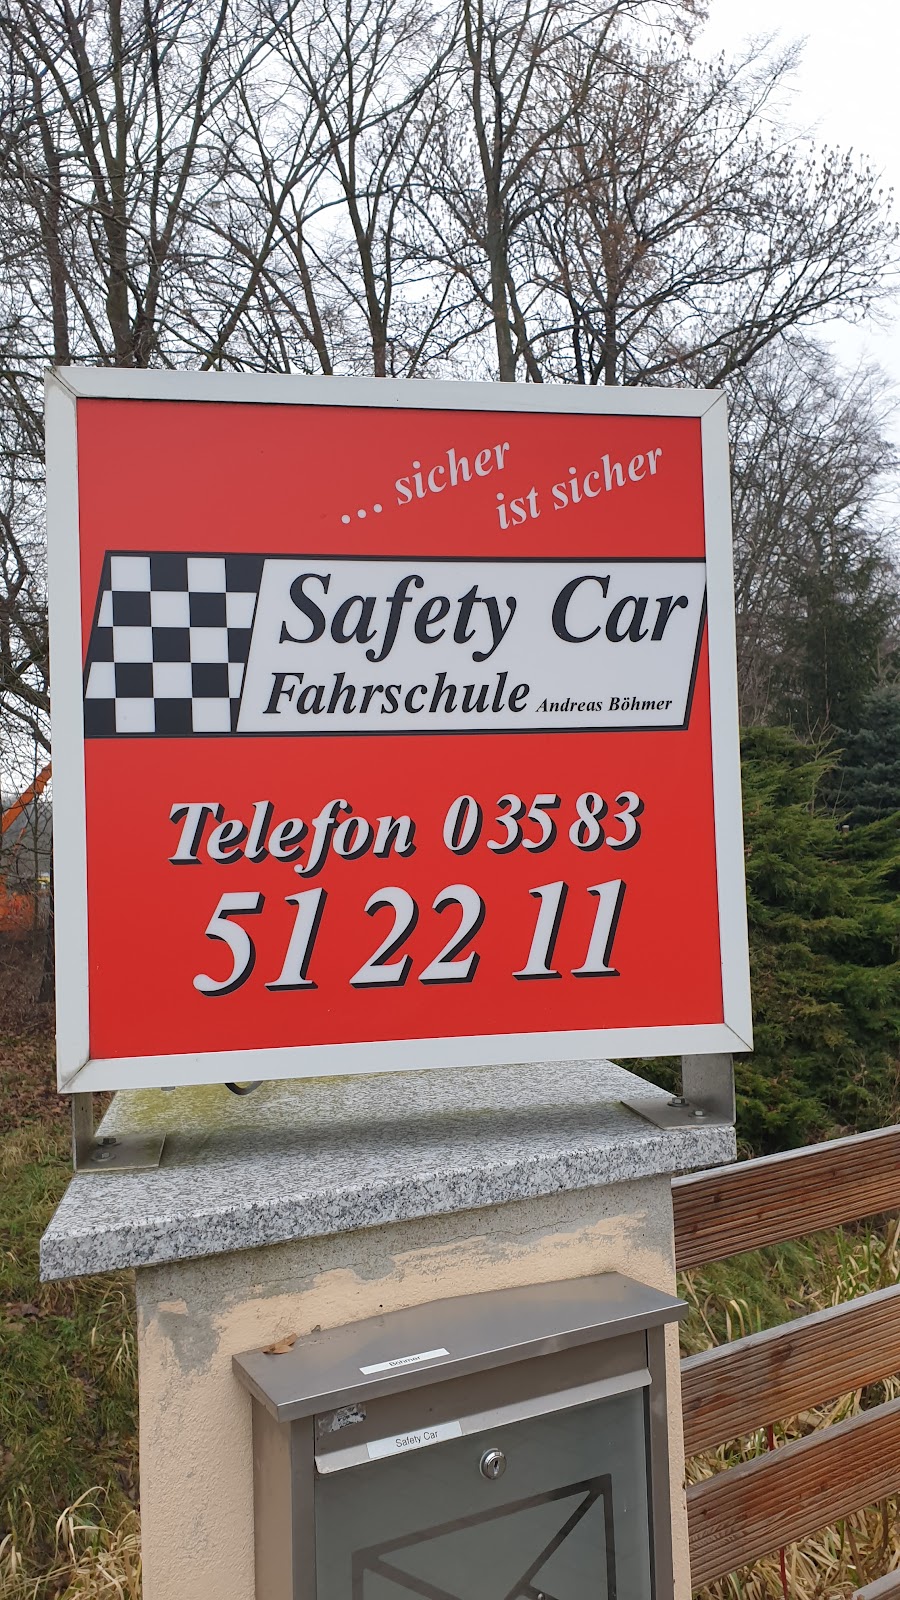 ... sicher
ist sicher
Safety Car
Fahrschule Andreas Böhmer
Telefon 0 35 83
51 22 11
Böhmer
Safety Car